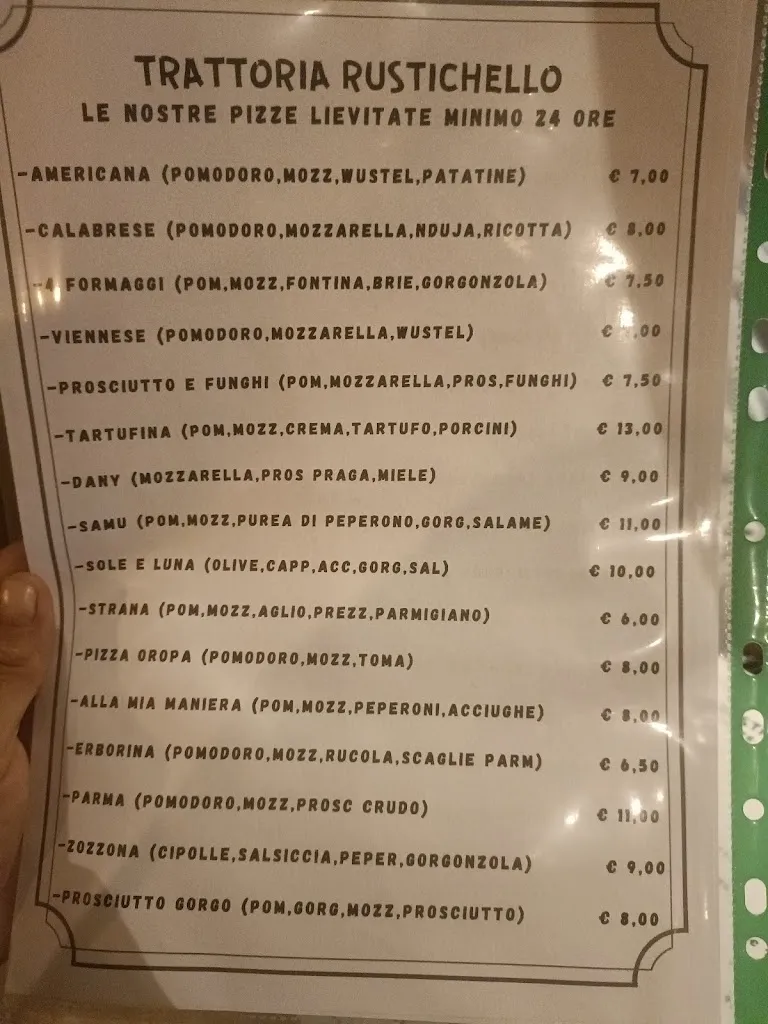 TRATTORIA RUSTICHELLO
LE NOSTRE PIZZE LIEVITATE MINIMO 24 ORE
-AMERICANA (POMODORO,MOZZ,WUSTEL,PATATINE) € 7,00
-CALABRESE (POMODORO,MOZZARELLA,NDUJA,RICOTTA) € 8,00
-4 FORMAGGI (POM,MOZZ,FONTINA,BRIE,GORGONZOLA) € 7,50
-VIENNESE (POMODORO,MOZZARELLA,WUSTEL) €
-PROSCIUTTO E FUNGHI (POM,MOZZARELLA,PROS,FUNGHI) € 7,50
-TARTUFINA (POM,MOZZ,CREMA,TARTUFO,PORCINI) € 13,00
-DANY (MOZZARELLA,PROS PRAGA,MIELE) € 9,00
-SAMU (POM,MOZZ,PUREA DI PEPERONO,GORG,SALAME) € 11,00
-SOLE E LUNA (OLIVE,CAPP,ACC,GORG,SAL) € 10,00
-STRANA (POM,MOZZ,AGLIO,PREZZ,PARMIGIANO) € 6,00
-PIZZA OROPA (POMODORO,MOZZ,TOMA) € 8,00
-ALLA MIA MANIERA (POM,MOZZ,PEPERONI,ACCIUGHE) € 8,00
-ERBORINA (POMODORO,MOZZ,RUCOLA,SCAGLIE PARM) € 6,50
-PARMA (POMODORO,MOZZ,PROSC CRUDO) € 11,00
-ZOZZONA (CIPOLLE,SALSICCIA,PEPER,GORGONZOLA) € 9,00
-PROSCIUTTO GORGO (POM,GORG,MOZZ,PROSCIUTTO) € 8,00